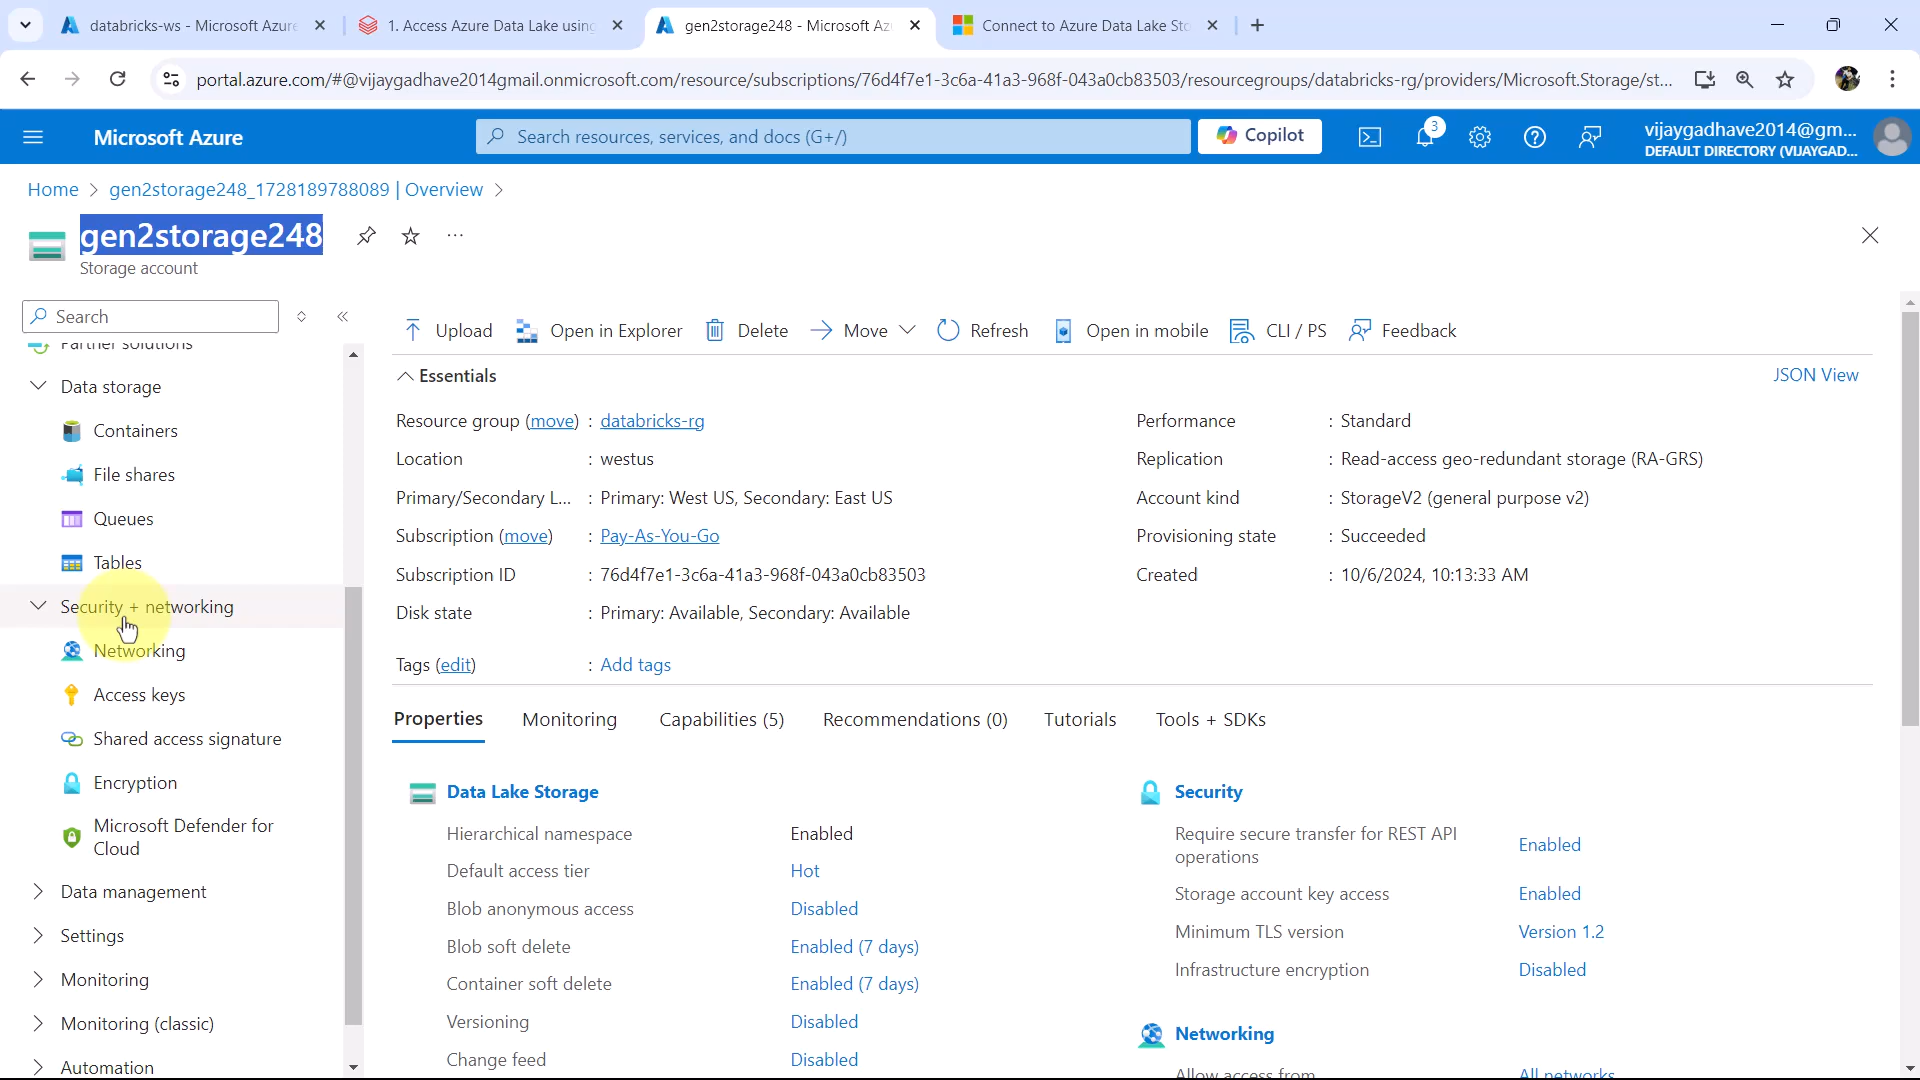 databricks-ws - Microsoft Azure
1. Access Azure Data Lake using
gen2storage248 - Microsoft Az
Connect to Azure Data Lake Sto
portal.azure.com/#@vijaygadhave2014gmail.onmicrosoft.com/resource/subscriptions/76d4f7e1-3c6a-41a3-968f-043a0cb83503/resourcegroups/databricks-rg/providers/Microsoft.Storage/st...
Microsoft Azure
Search resources, services, and docs (G+/)
Copilot
3
vijaygadhave2014@gm...
DEFAULT DIRECTORY (VIJAYGAD...
Home > gen2storage248_1728189788089 | Overview >
gen2storage248
Storage account
Search
Partner solutions
Data storage
Containers
File shares
Queues
Tables
Security + networking
Networking
Access keys
Shared access signature
Encryption
Microsoft Defender for
Cloud
Data management
Settings
Monitoring
Monitoring (classic)
Automation
Upload
Open in Explorer
Delete
Move
Refresh
Open in mobile
CLI / PS
Feedback
Essentials
JSON View
Resource group (move) : databricks-rg
Location : westus
Primary/Secondary L... : Primary: West US, Secondary: East US
Subscription (move) : Pay-As-You-Go
Subscription ID : 76d4f7e1-3c6a-41a3-968f-043a0cb83503
Disk state : Primary: Available, Secondary: Available
Performance : Standard
Replication : Read-access geo-redundant storage (RA-GRS)
Account kind : StorageV2 (general purpose v2)
Provisioning state : Succeeded
Created : 10/6/2024, 10:13:33 AM
Tags (edit) : Add tags
Properties
Monitoring
Capabilities (5)
Recommendations (0)
Tutorials
Tools + SDKs
Data Lake Storage
Hierarchical namespace Enabled
Default access tier Hot
Blob anonymous access Disabled
Blob soft delete Enabled (7 days)
Container soft delete Enabled (7 days)
Versioning Disabled
Change feed Disabled
Security
Require secure transfer for REST API
operations Enabled
Storage account key access Enabled
Minimum TLS version Version 1.2
Infrastructure encryption Disabled
Networking
Allow access from All networks